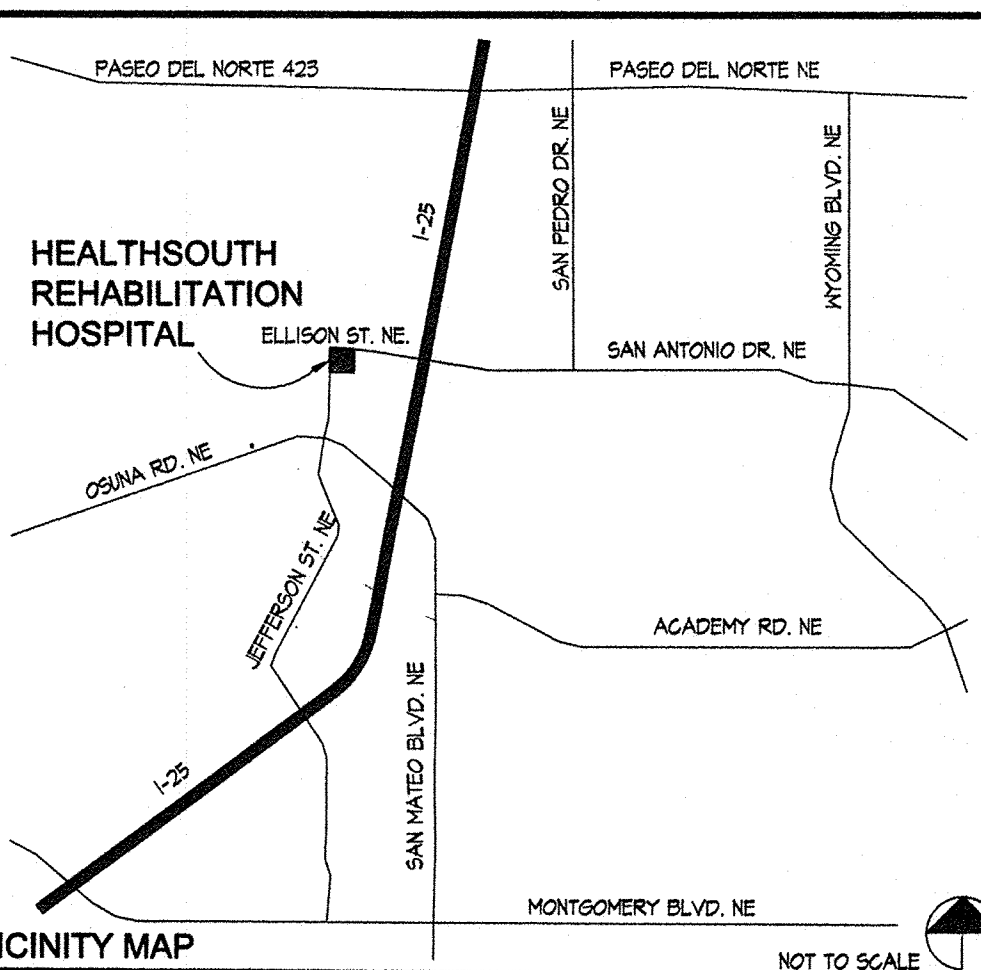 PASEO DEL NORTE 423
PASEO DEL NORTE NE
SAN PEDRO DR. NE
WYOMING BLVD. NE
I-25
HEALTHSOUTH
REHABILITATION
HOSPITAL
ELLISON ST. NE.
SAN ANTONIO DR. NE
OSUNA RD. NE
JEFFERSON ST. NE
ACADEMY RD. NE
SAN MATEO BLVD. NE
I-25
MONTGOMERY BLVD. NE
ICINITY MAP
NOT TO SCALE